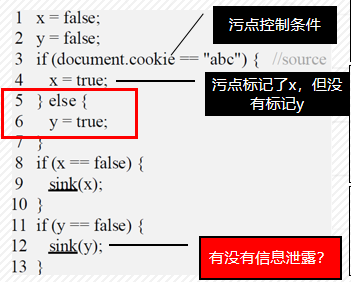 1 x = false;
2 y = false;
3 if (document.cookie == "abc") { //source
4 x = true;
5 } else {
6 y = true;
7 }
8 if (x == false) {
9 sink(x);
10 }
11 if (y == false) {
12 sink(y);
13 }
污点控制条件
污点标记了x，但没
有标记y
有没有信息泄露？